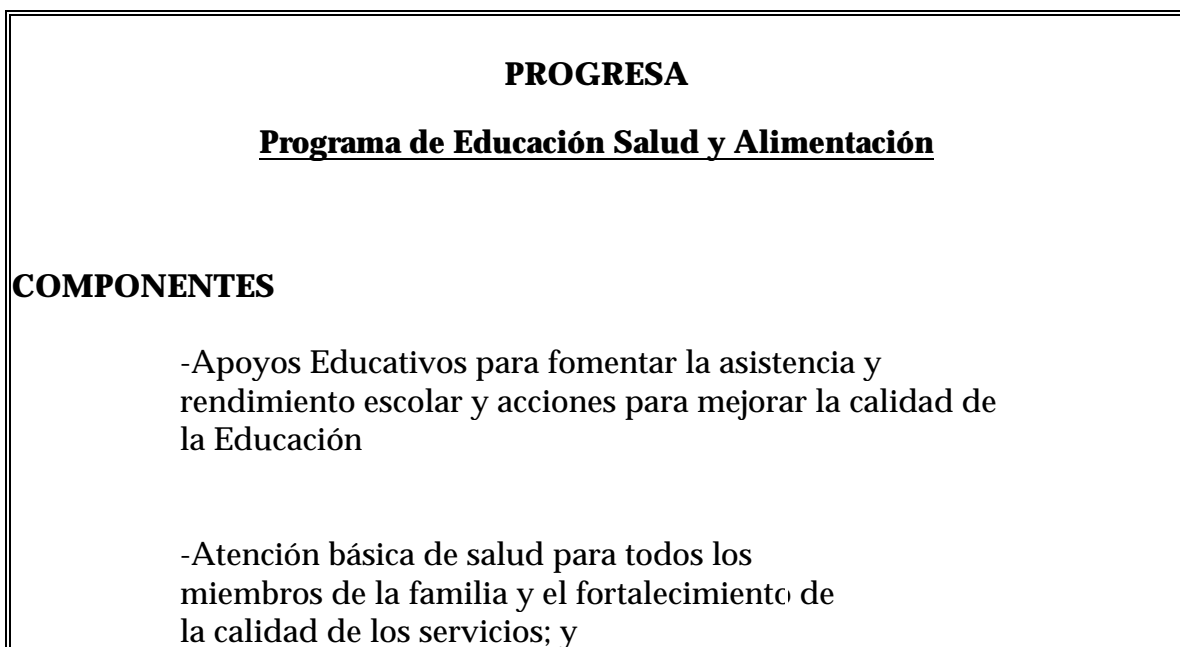 PROGRESA
Programa de Educación Salud y Alimentación
COMPONENTES
-Apoyos Educativos para fomentar la asistencia y
rendimiento escolar y acciones para mejorar la calidad de
la Educación
-Atención básica de salud para todos los
miembros de la familia y el fortalecimiento de
la calidad de los servicios; y